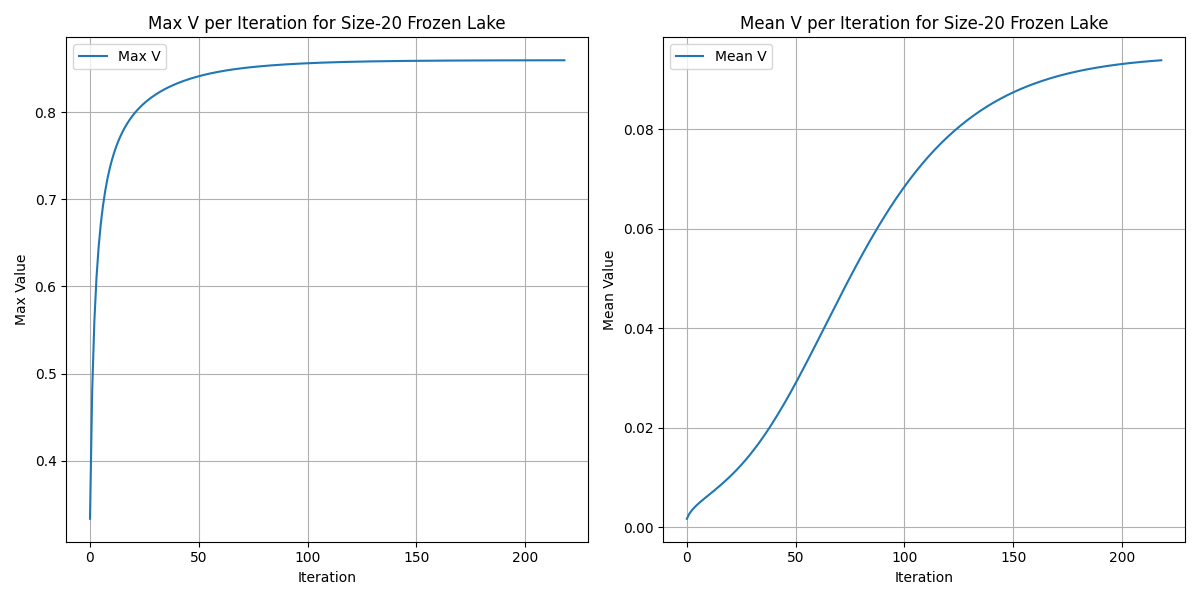 Max V per Iteration for Size-20 Frozen Lake
Max V
0.8
0.7
0.6
0.5
0.4
Max Value
0
50
100
150
200
Iteration
Mean V per Iteration for Size-20 Frozen Lake
Mean V
0.08
0.06
0.04
0.02
0.00
Mean Value
0
50
100
150
200
Iteration